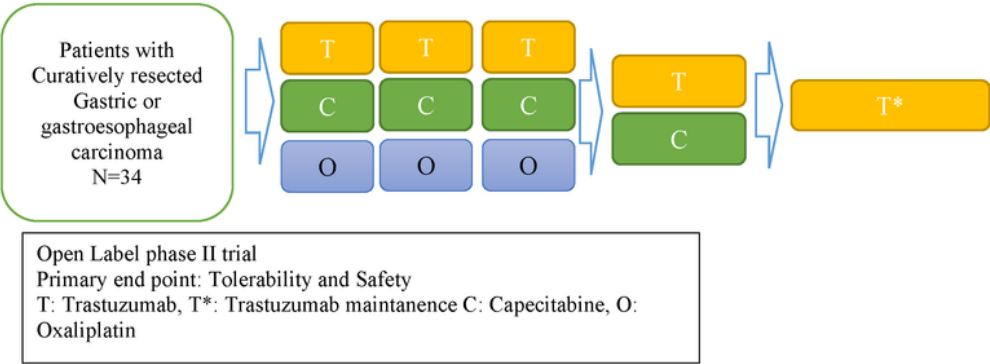 Patients with
Curatively resected
Gastric or
gastroesophageal
carcinoma
N=34
T T T
C C C
O O O
T
C
T*
Open Label phase II trial
Primary end point: Tolerability and Safety
T: Trastuzumab, T*: Trastuzumab maintanence C: Capecitabine, O:
Oxaliplatin